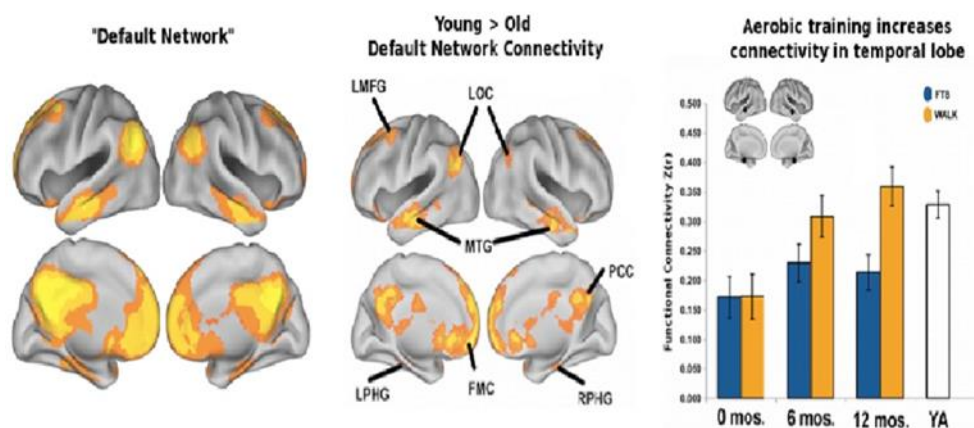 "Default Network"
Young > Old
Default Network Connectivity
LMFG
LOC
MTG
PCC
LPHG
FMC
RPHG
Aerobic training increases
connectivity in temporal lobe
FTB
WALK
Functional Connectivity Z(r)
0.500
0.450
0.400
0.350
0.300
0.250
0.200
0.150
0.100
0.050
0.000
0 mos.
6 mos.
12 mos.
YA